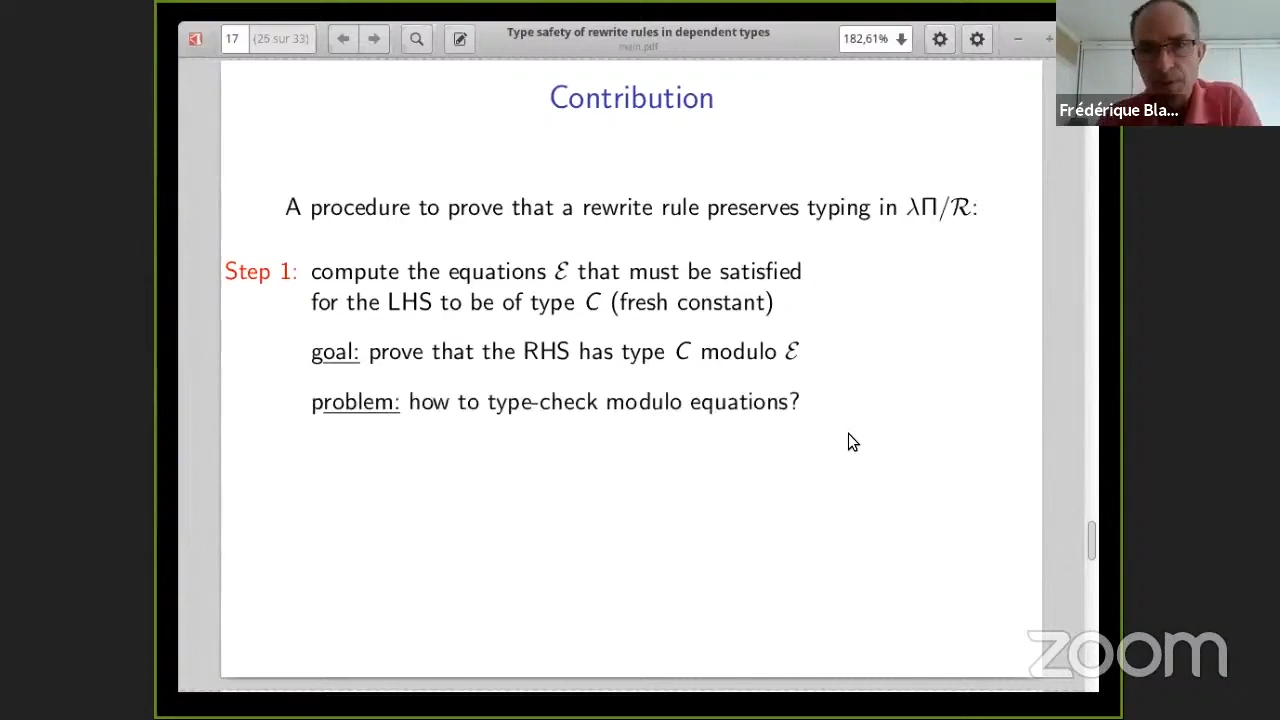 17 (25 sur 33)
Type safety of rewrite rules in dependent types
main.pdf
182,61%
Frédérique Bla...
Contribution
A procedure to prove that a rewrite rule preserves typing in λΠ/ℛ:
Step 1: compute the equations ℰ that must be satisfied
for the LHS to be of type C (fresh constant)
goal: prove that the RHS has type C modulo ℰ
problem: how to type-check modulo equations?
zoom